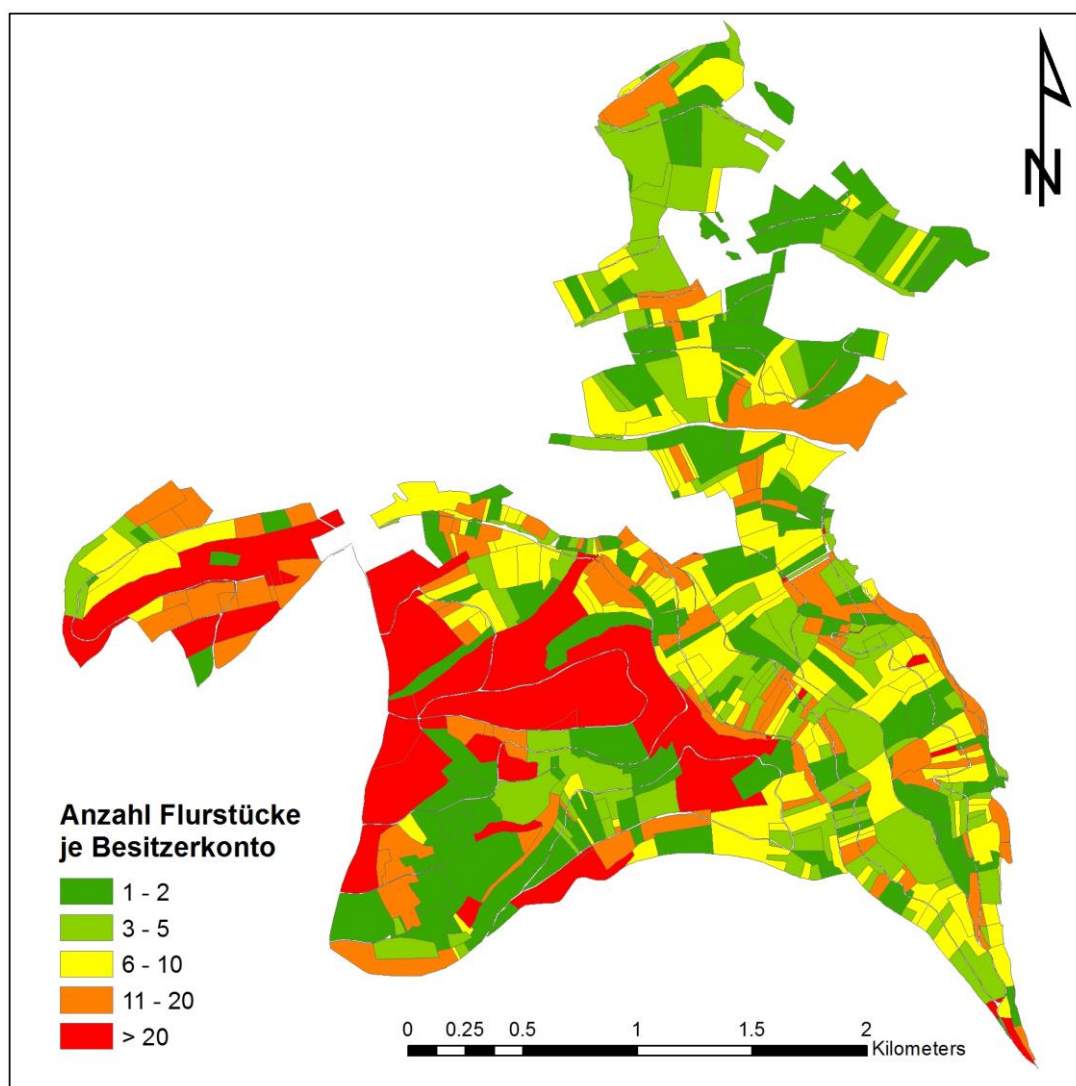 N
Anzahl Flurstücke
je Besitzerkonto
1 - 2
3 - 5
6 - 10
11 - 20
> 20
0 0.25 0.5 1 1.5 2
Kilometers